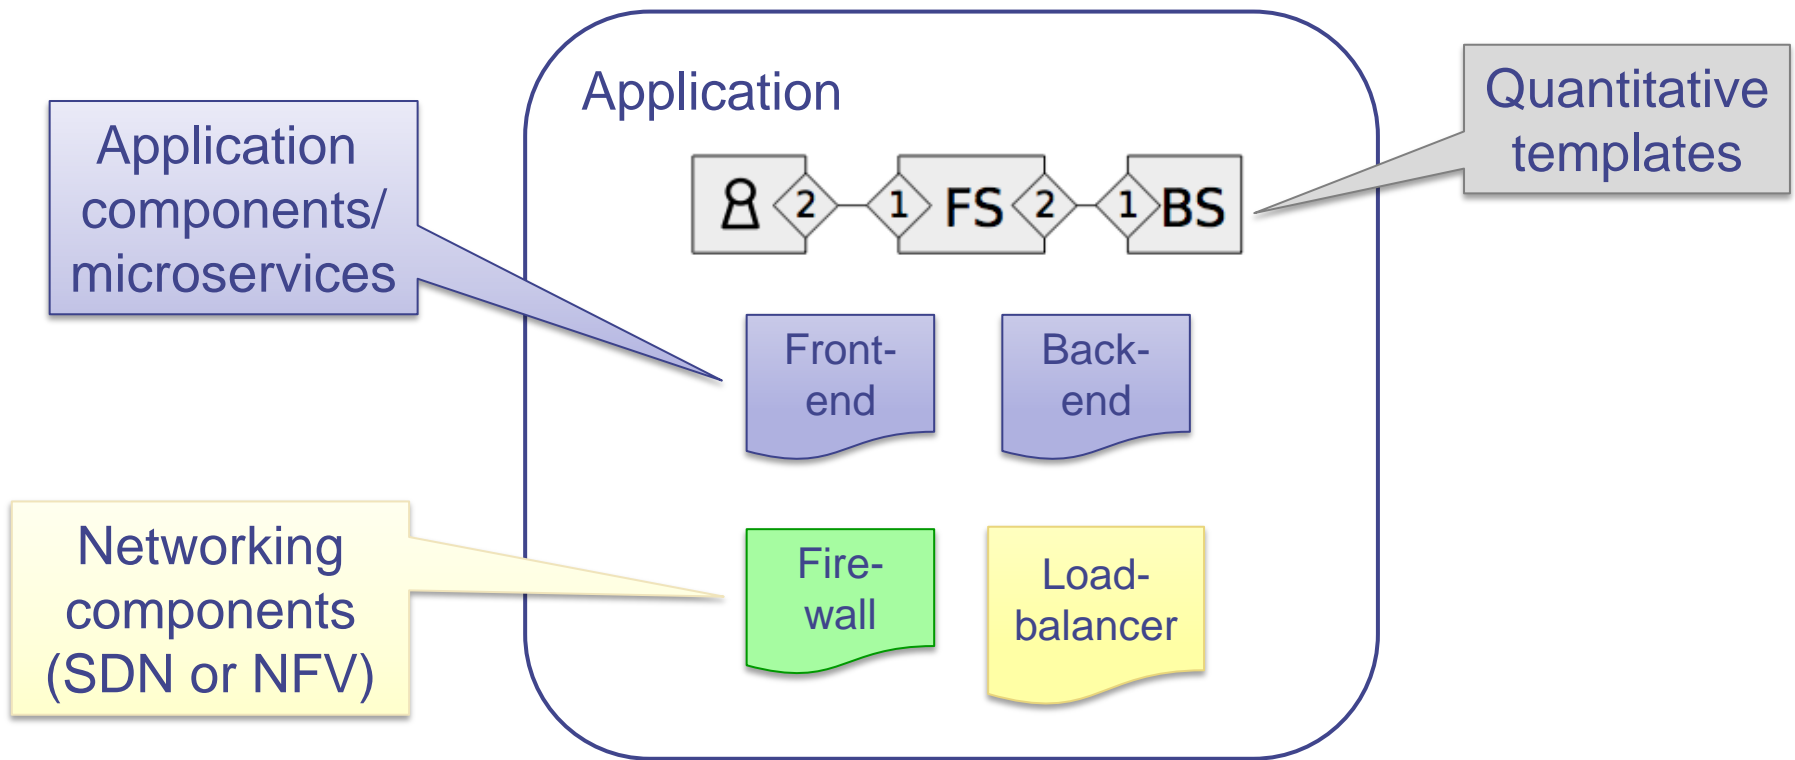 Application
Quantitative
templates
Application
components/
microservices
2 1 FS 2 1 BS
Front-
end
Back-
end
Networking
components
(SDN or NFV)
Fire-
wall
Load-
balancer